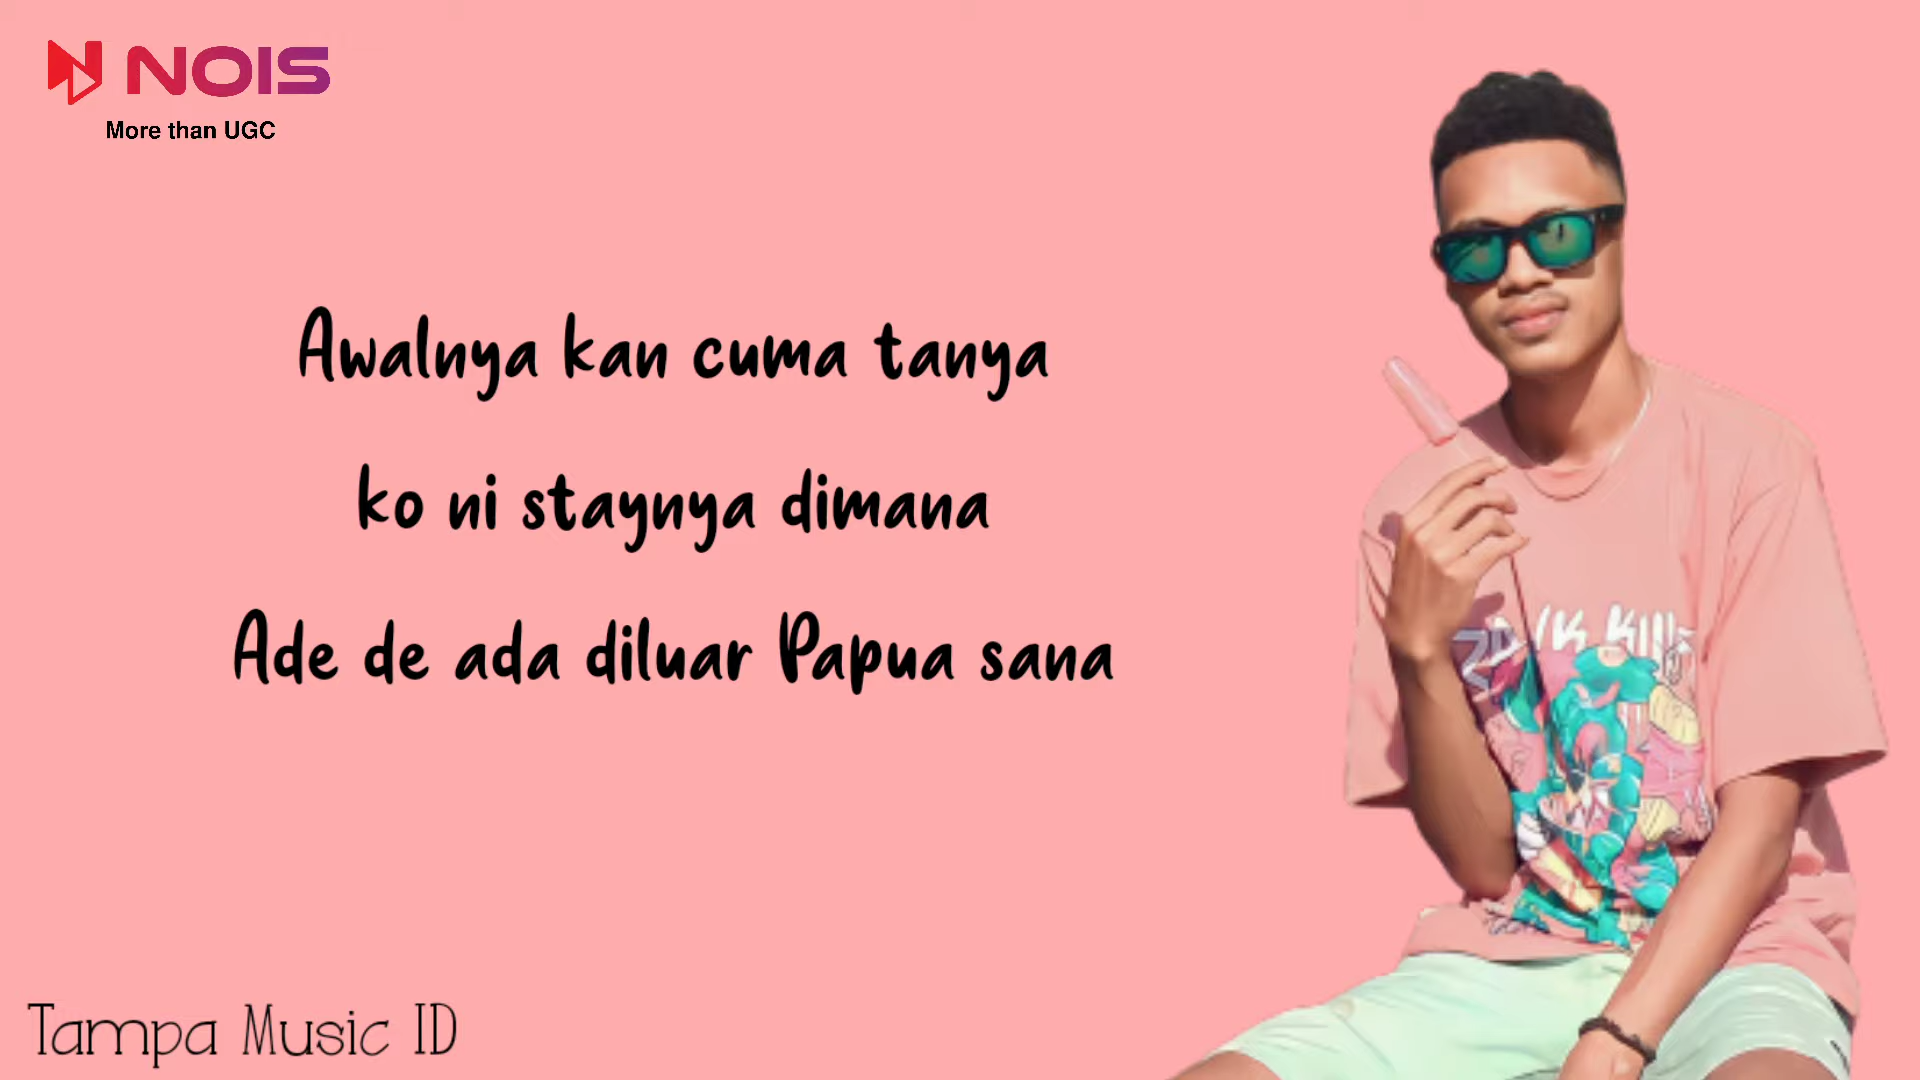 NOIS
More than UGC
Awalnya kan cuma tanya
ko ni staynya dimana
Ade de ada diluar Papua sana
Tampa Music ID